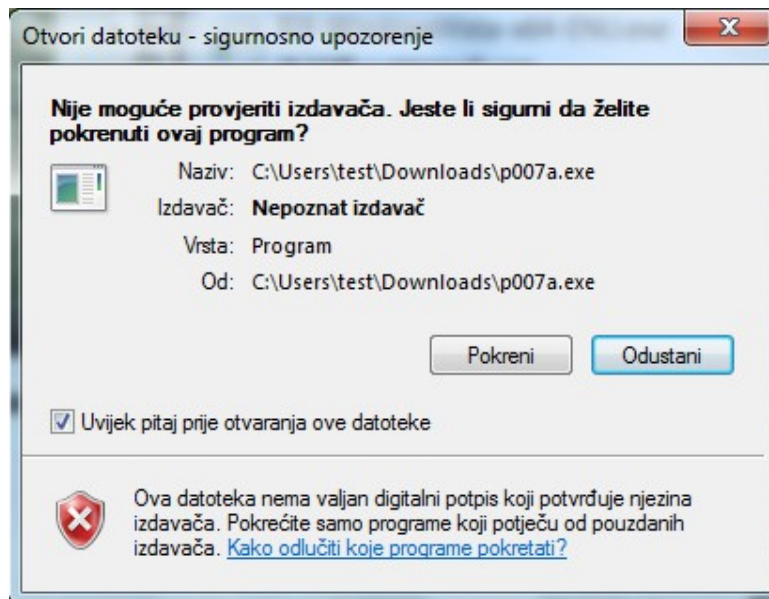 Otvori datoteku - sigurnosno upozorenje
Nije moguće provjeriti izdavača. Jeste li sigurni da želite
pokrenuti ovaj program?
Naziv: C:\Users\test\Downloads\p007a.exe
Izdavač: Nepoznat izdavač
Vrsta: Program
Od: C:\Users\test\Downloads\p007a.exe
Pokreni Odustani
Uvijek pitaj prije otvaranja ove datoteke
Ova datoteka nema valjan digitalni potpis koji potvrđuje njezina
izdavača. Pokrećite samo programe koji potječu od pouzdanih
izdavača. Kako odlučiti koje programe pokretati?